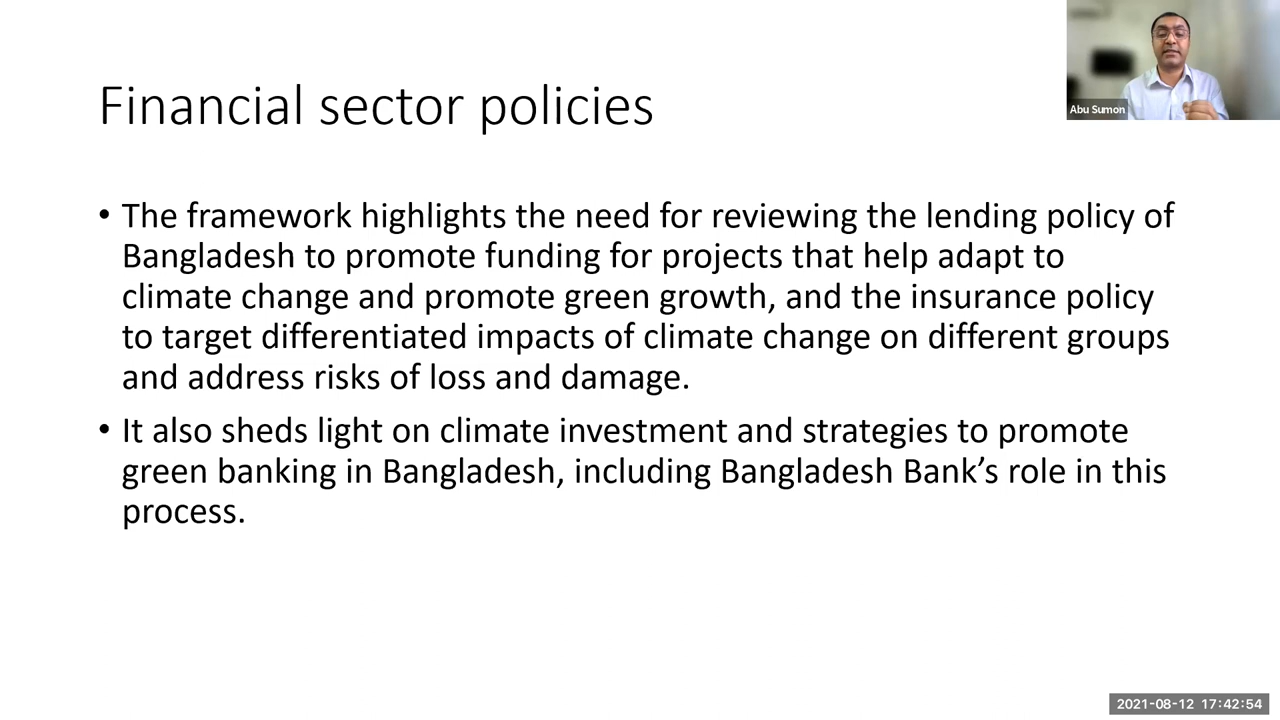 Financial sector policies
Abu Sumon
• The framework highlights the need for reviewing the lending policy of
Bangladesh to promote funding for projects that help adapt to
climate change and promote green growth, and the insurance policy
to target differentiated impacts of climate change on different groups
and address risks of loss and damage.
• It also sheds light on climate investment and strategies to promote
green banking in Bangladesh, including Bangladesh Bank’s role in this
process.
2021-08-12 17:42:54